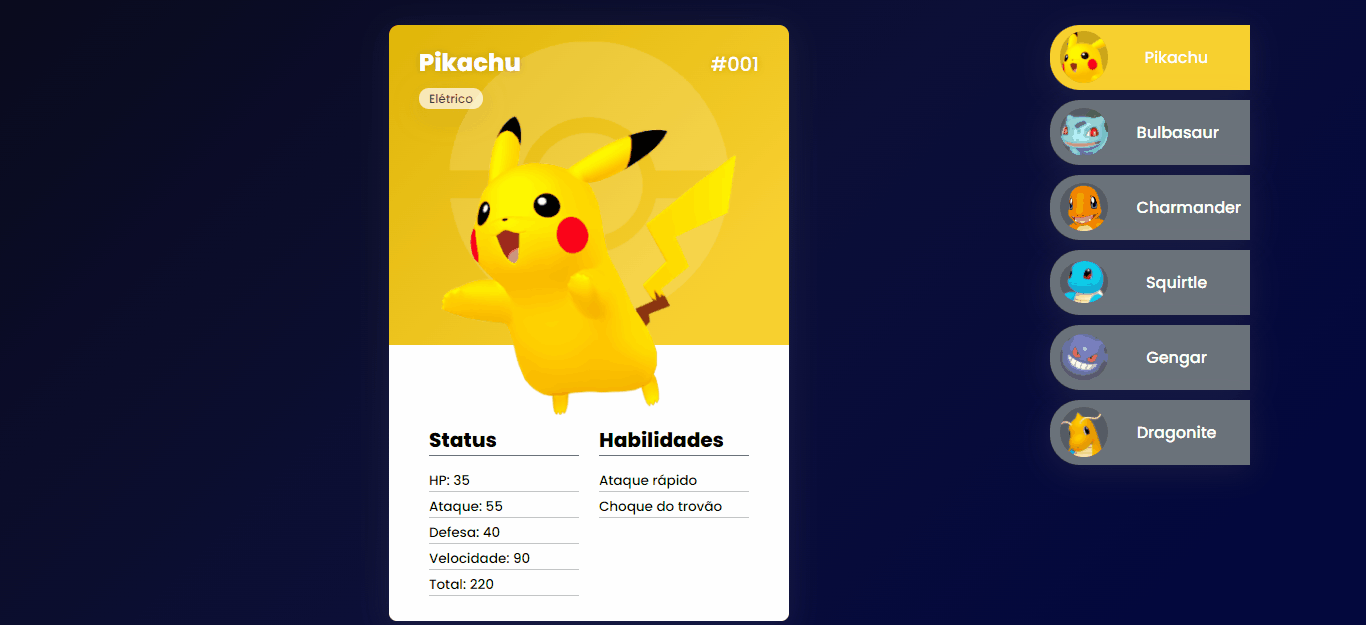 Pikachu
#001
Elétrico
Status
HP: 35
Ataque: 55
Defesa: 40
Velocidade: 90
Total: 220
Habilidades
Ataque rápido
Choque do trovão
Pikachu
Bulbasaur
Charmander
Squirtle
Gengar
Dragonite